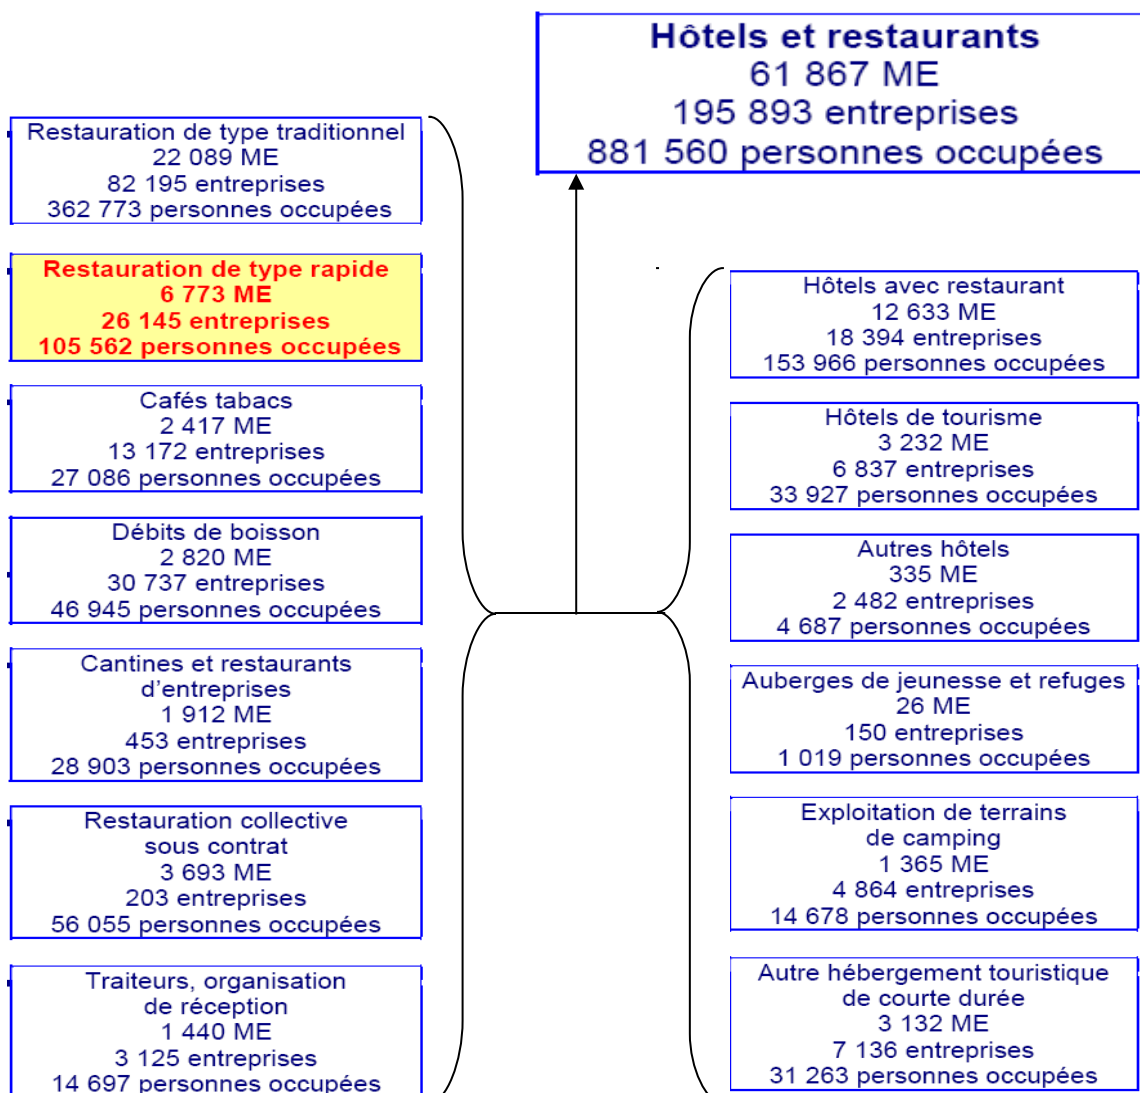 Hôtels et restaurants
61 867 ME
195 893 entreprises
881 560 personnes occupées
Restauration de type traditionnel
22 089 ME
82 195 entreprises
362 773 personnes occupées
Restauration de type rapide
6 773 ME
26 145 entreprises
105 562 personnes occupées
Cafés tabacs
2 417 ME
13 172 entreprises
27 086 personnes occupées
Débits de boisson
2 820 ME
30 737 entreprises
46 945 personnes occupées
Cantines et restaurants
d'entreprises
1 912 ME
453 entreprises
28 903 personnes occupées
Restauration collective
sous contrat
3 693 ME
203 entreprises
56 055 personnes occupées
Traiteurs, organisation
de réception
1 440 ME
3 125 entreprises
14 697 personnes occupées
Hôtels avec restaurant
12 633 ME
18 394 entreprises
153 966 personnes occupées
Hôtels de tourisme
3 232 ME
6 837 entreprises
33 927 personnes occupées
Autres hôtels
335 ME
2 482 entreprises
4 687 personnes occupées
Auberges de jeunesse et refuges
26 ME
150 entreprises
1 019 personnes occupées
Exploitation de terrains
de camping
1 365 ME
4 864 entreprises
14 678 personnes occupées
Autre hébergement touristique
de courte durée
3 132 ME
7 136 entreprises
31 263 personnes occupées